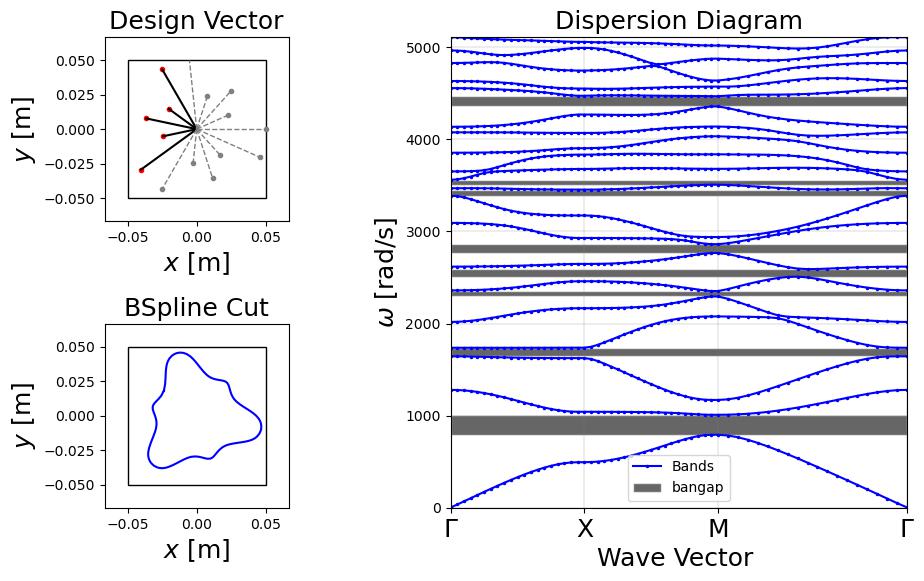 Design Vector
0.050
0.025
0.000
−0.025
−0.050
y [m]
−0.05
0.00
0.05
x [m]
BSpline Cut
0.050
0.025
0.000
−0.025
−0.050
y [m]
−0.05
0.00
0.05
x [m]
Dispersion Diagram
5000
4000
3000
2000
1000
0
ω [rad/s]
Bands
bangap
Γ
X
M
Γ
Wave Vector